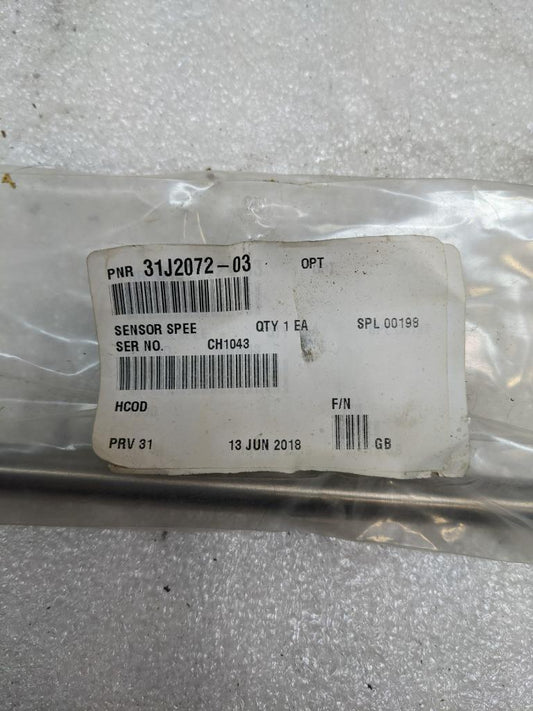 PNR 31J2072-03 OPT
SENSOR SPEE QTY 1 EA SPL 00198
SER NO. CH1043
HCOD F/N
PRV 31 13 JUN 2018 GB